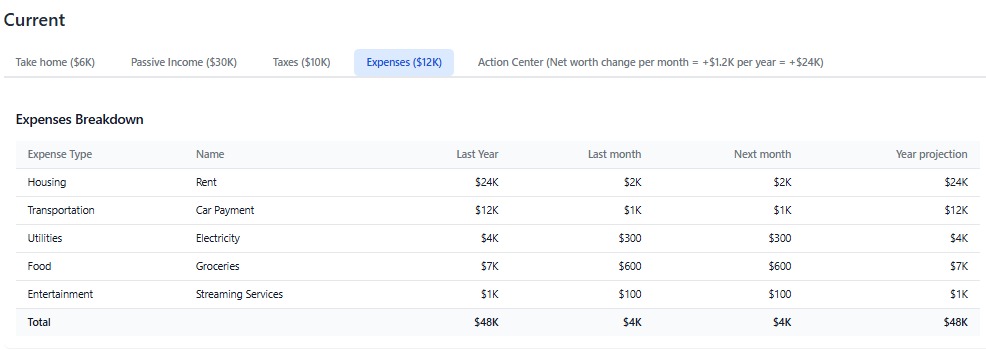 Current
Take home ($6K) Passive Income ($30K) Taxes ($10K) Expenses ($12K) Action Center (Net worth change per month = +$1.2K per year = +$24K)
Expenses Breakdown
Expense Type Name Last Year Last month Next month Year projection
Housing Rent $24K $2K $2K $24K
Transportation Car Payment $12K $1K $1K $12K
Utilities Electricity $4K $300 $300 $4K
Food Groceries $7K $600 $600 $7K
Entertainment Streaming Services $1K $100 $100 $1K
Total $48K $4K $4K $48K